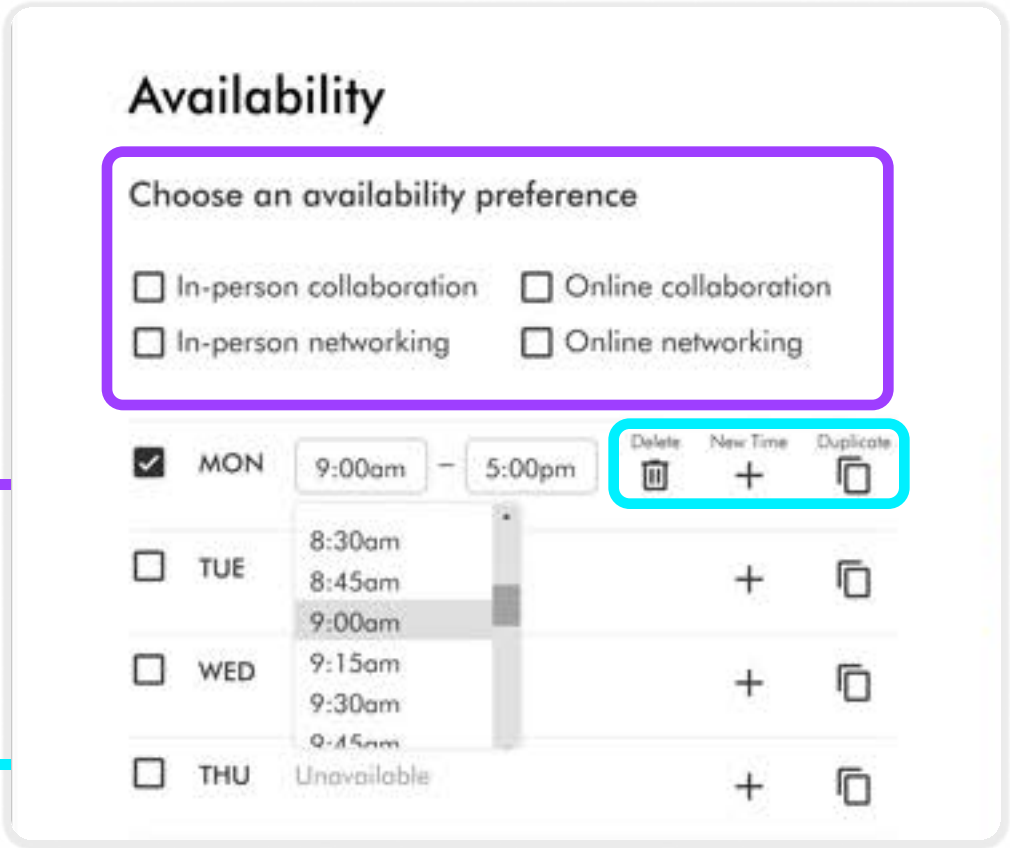 Availability
Choose an availability preference
In-person collaboration Online collaboration
In-person networking Online networking
Delete New Time Duplicate
MON 9:00am – 5:00pm
8:30am
TUE
8:45am
9:00am
9:15am
WED
9:30am
9:45am
THU Unavailable